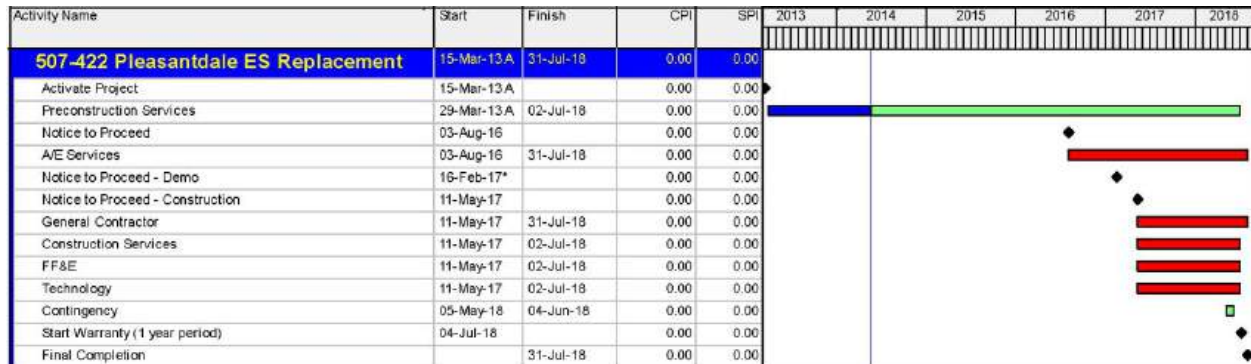 Activity Name Start Finish CPI SPI 2013 2014 2015 2016 2017 2018
507-422 Pleasantdale ES Replacement 15-Mar-13 A 31-Jul-18 0.00 0.00
Activate Project 15-Mar-13 A 0.00 0.00
Preconstruction Services 29-Mar-13 A 02-Jul-18 0.00 0.00
Notice to Proceed 03-Aug-16 0.00 0.00
A/E Services 03-Aug-16 31-Jul-18 0.00 0.00
Notice to Proceed - Demo 16-Feb-17* 0.00 0.00
Notice to Proceed - Construction 11-May-17 0.00 0.00
General Contractor 11-May-17 31-Jul-18 0.00 0.00
Construction Services 11-May-17 02-Jul-18 0.00 0.00
FF&E 11-May-17 02-Jul-18 0.00 0.00
Technology 11-May-17 02-Jul-18 0.00 0.00
Contingency 05-May-18 04-Jun-18 0.00 0.00
Start Warranty (1 year period) 04-Jul-18 0.00 0.00
Final Completion 31-Jul-18 0.00 0.00